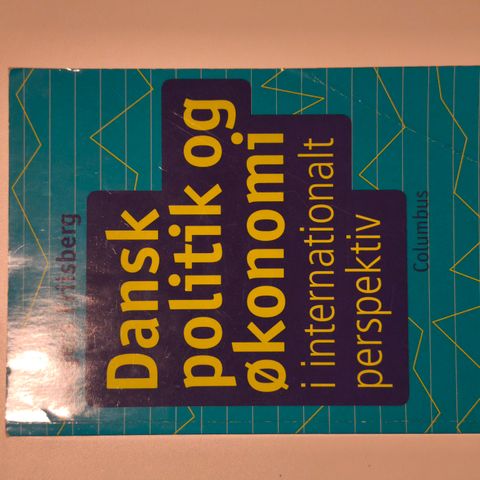 Dansk
politik og
økonomi
i internationalt
perspektiv
Columbus